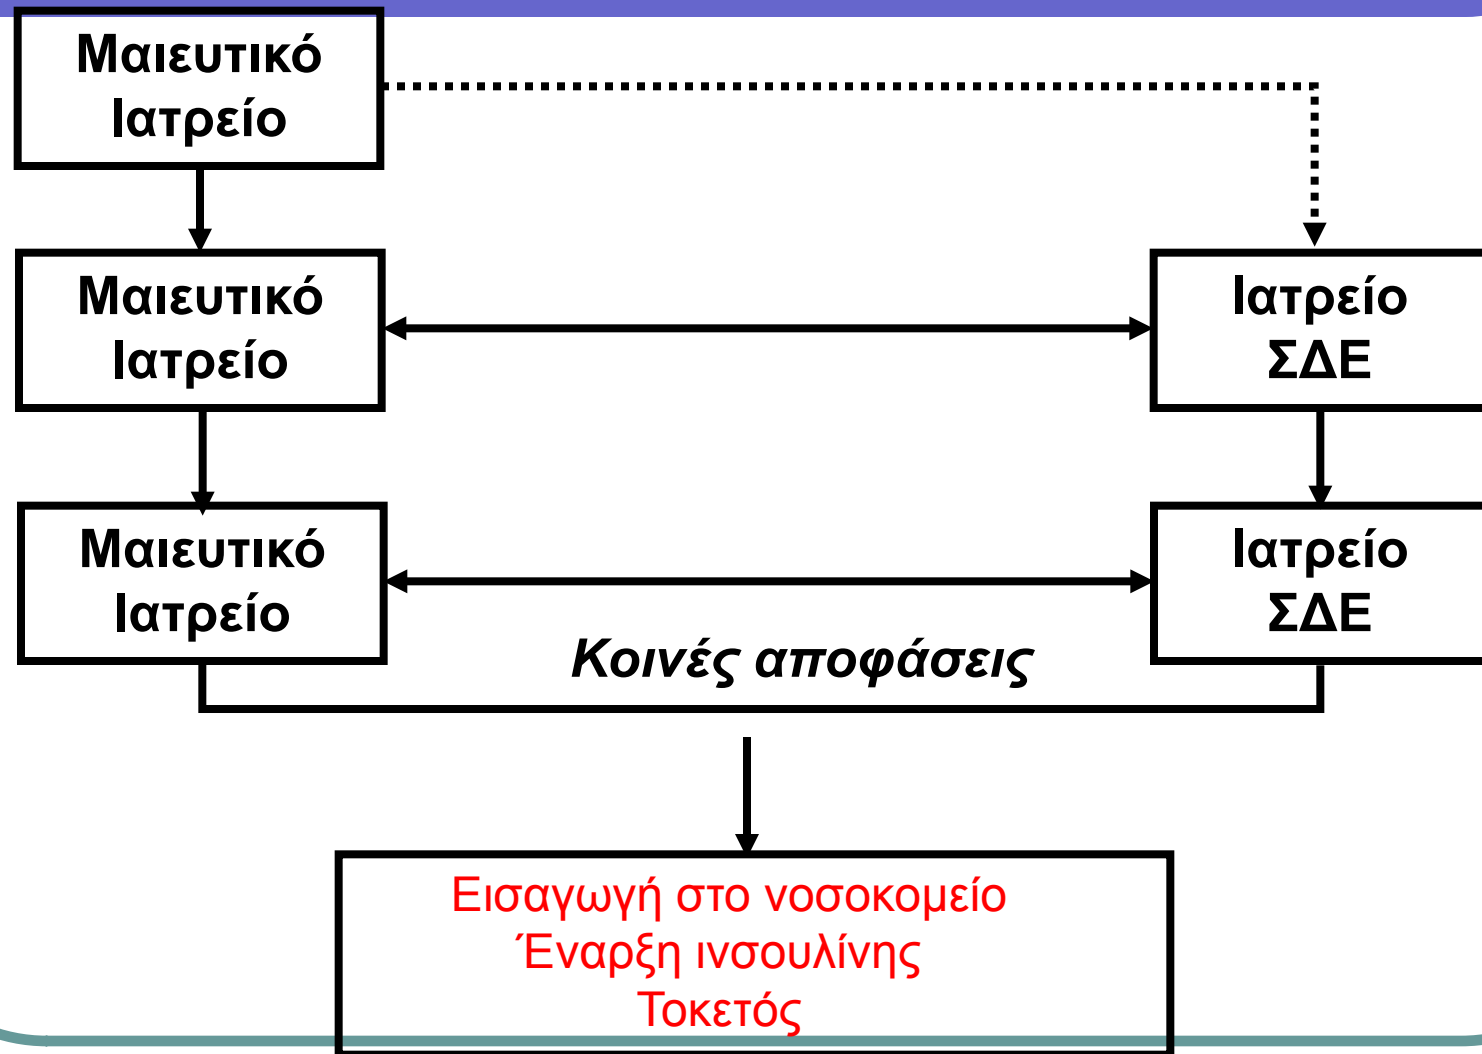 Μαιευτικό
Ιατρείο
Μαιευτικό
Ιατρείο
Ιατρείο
ΣΔΕ
Μαιευτικό
Ιατρείο
Ιατρείο
ΣΔΕ
Κοινές αποφάσεις
Εισαγωγή στο νοσοκομείο
Έναρξη ινσουλίνης
Τοκετός